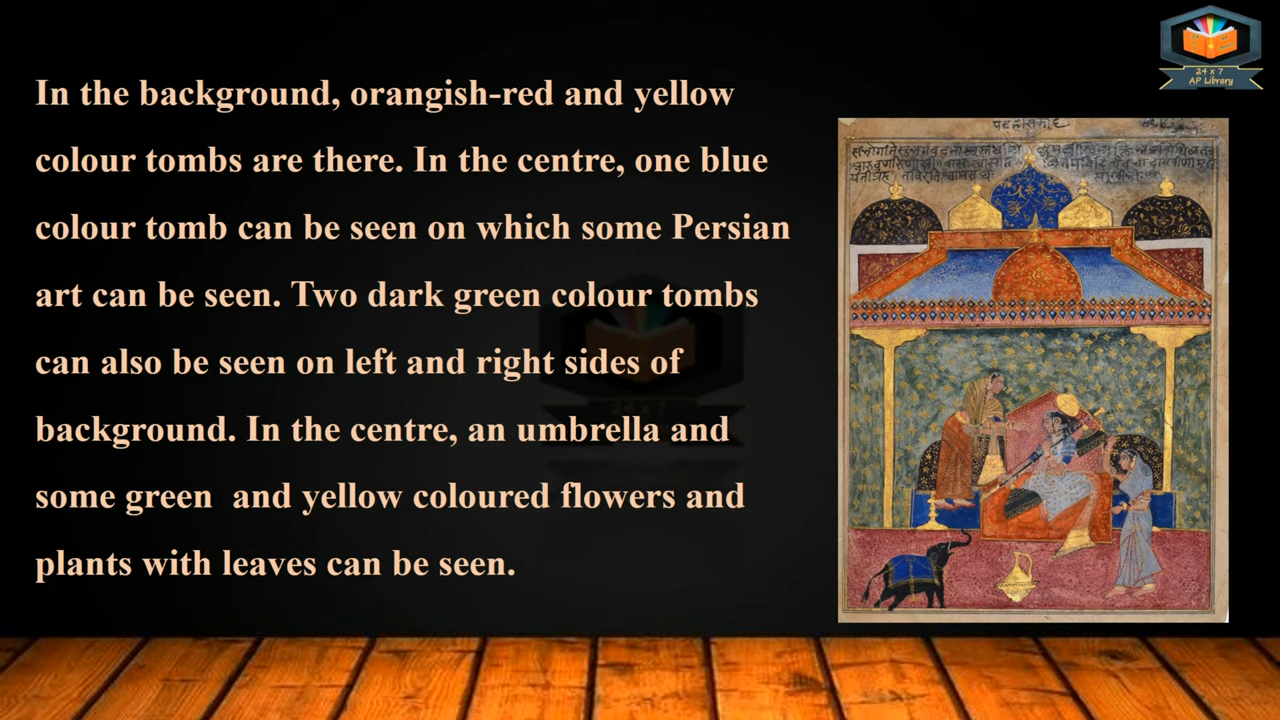 In the background, orangish-red and yellow
colour tombs are there. In the centre, one blue
colour tomb can be seen on which some Persian
art can be seen. Two dark green colour tombs
can also be seen on left and right sides of
background. In the centre, an umbrella and
some green and yellow coloured flowers and
plants with leaves can be seen.
24 x 7
AP Library